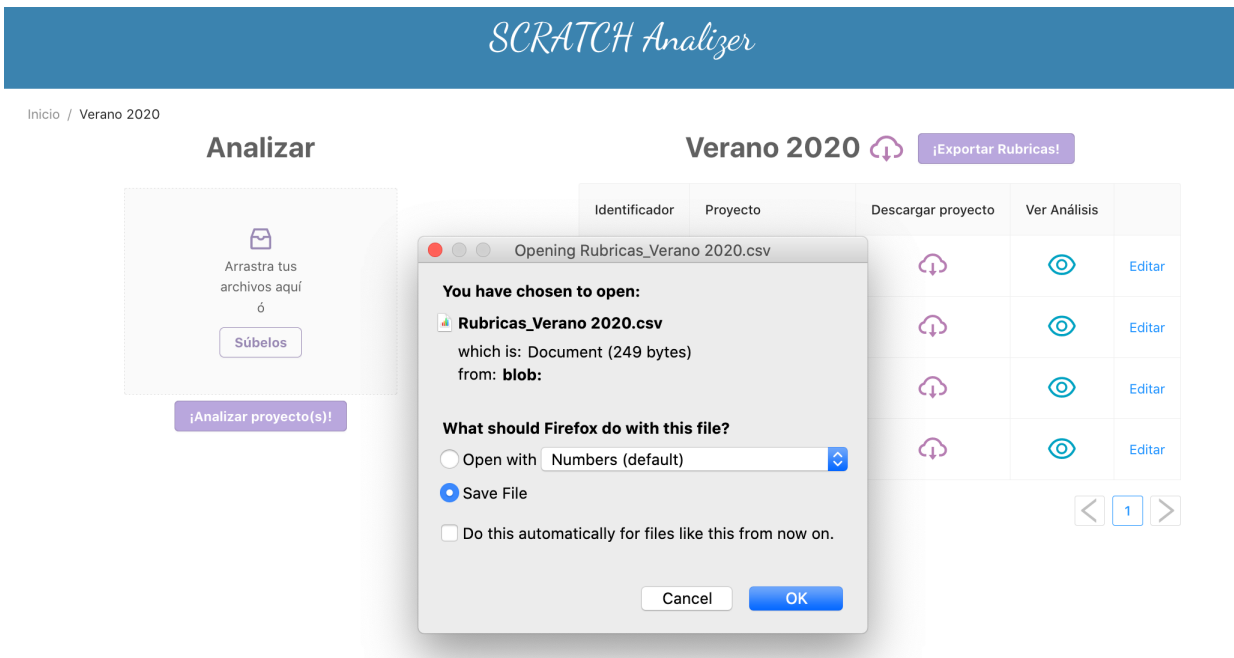 SCRATCH Analizer
Inicio / Verano 2020
Analizar
Arrastra tus
archivos aquí
ó
Súbelos
¡Analizar proyecto(s)!
Verano 2020
¡Exportar Rubricas!
Identificador Proyecto Descargar proyecto Ver Análisis
Editar
Editar
Editar
Editar
1
Opening Rubricas_Verano 2020.csv
You have chosen to open:
Rubricas_Verano 2020.csv
which is: Document (249 bytes)
from: blob:
What should Firefox do with this file?
Open with Numbers (default)
Save File
Do this automatically for files like this from now on.
Cancel OK